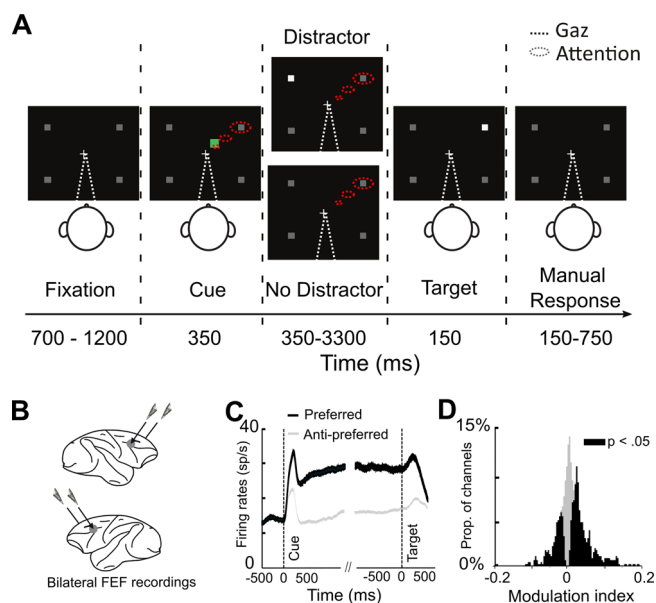 A
Distractor
Gaz
Attention
Fixation
Cue
No Distractor
Target
Manual
Response
700 - 1200
350
350-3300
150
150-750
Time (ms)
B
Bilateral FEF recordings
C
Preferred
Anti-preferred
Firing rates (sp/s)
40
20
0
Cue
Target
-500 0 500
//
-500 0 500
Time (ms)
D
15%
p < .05
Prop. of channels
0%
-0.2
0
0.2
Modulation index